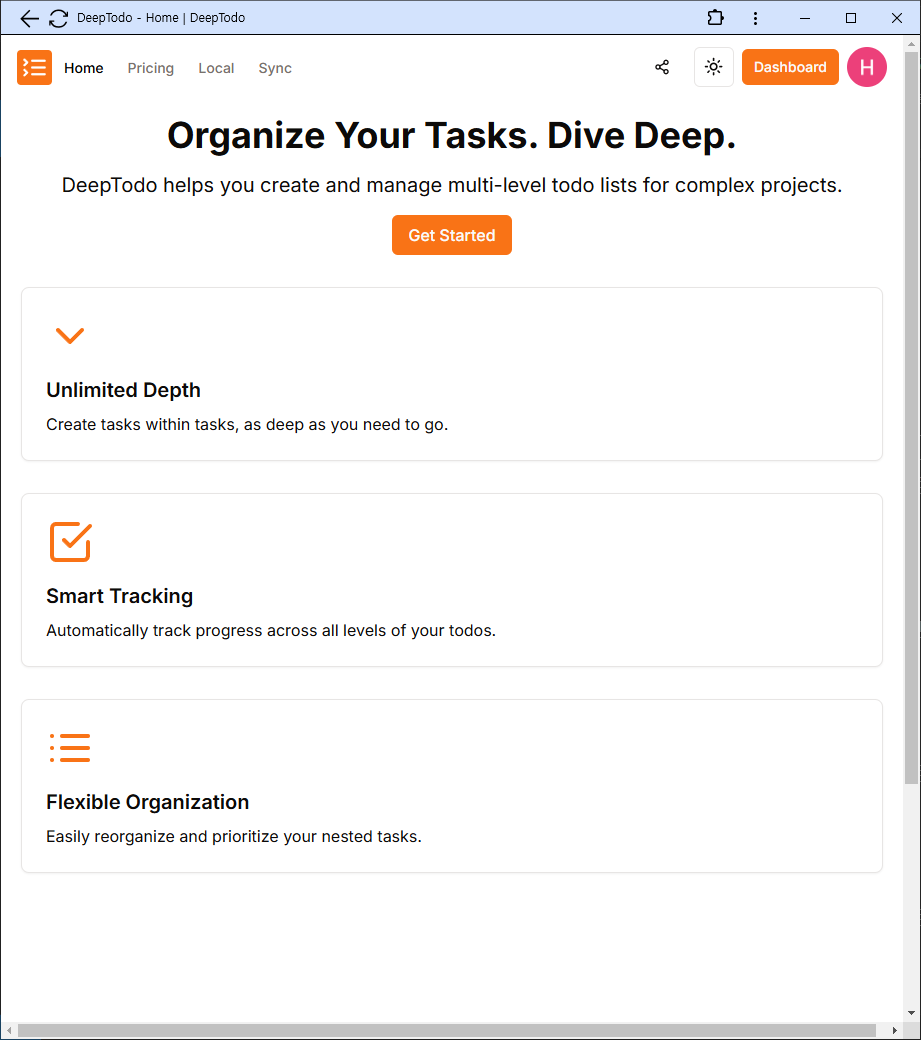 DeepTodo - Home | DeepTodo
Home Pricing Local Sync Dashboard H
Organize Your Tasks. Dive Deep.
DeepTodo helps you create and manage multi-level todo lists for complex projects.
Get Started
Unlimited Depth
Create tasks within tasks, as deep as you need to go.
Smart Tracking
Automatically track progress across all levels of your todos.
Flexible Organization
Easily reorganize and prioritize your nested tasks.